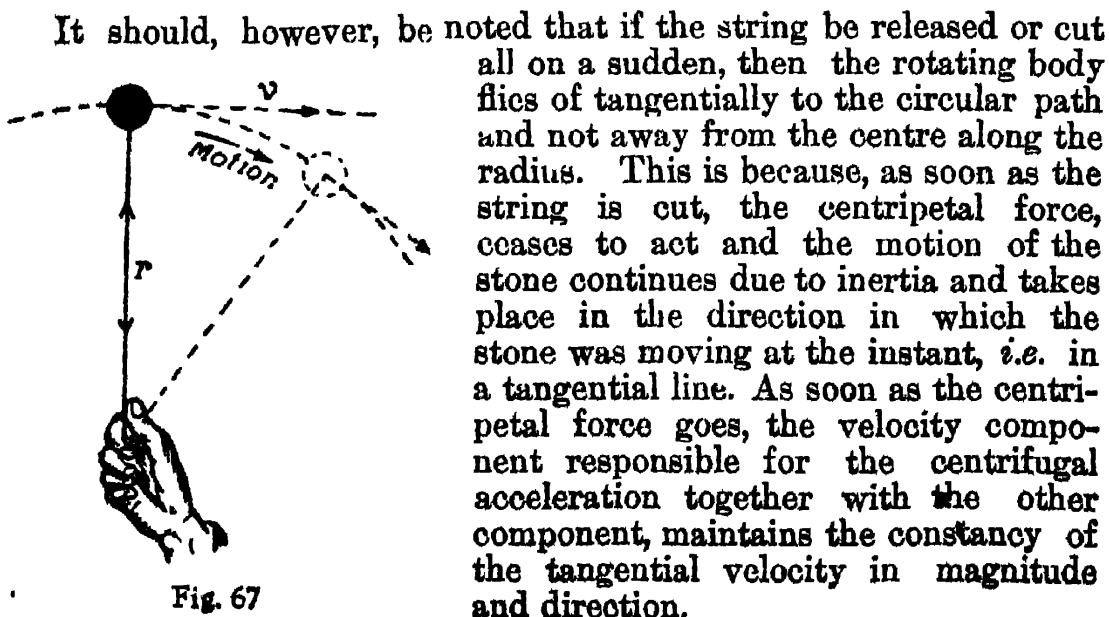 It should, however, be noted that if the string be released or cut
all on a sudden, then the rotating body
flics of tangentially to the circular path
and not away from the centre along the
radius. This is because, as soon as the
string is cut, the centripetal force,
ceases to act and the motion of the
stone continues due to inertia and takes
place in the direction in which the
stone was moving at the instant, i.e. in
a tangential line. As soon as the centri-
petal force goes, the velocity compo-
nent responsible for the centrifugal
acceleration together with the other
component, maintains the constancy of
the tangential velocity in magnitude
and direction.
v
Motion
r
Fig. 67